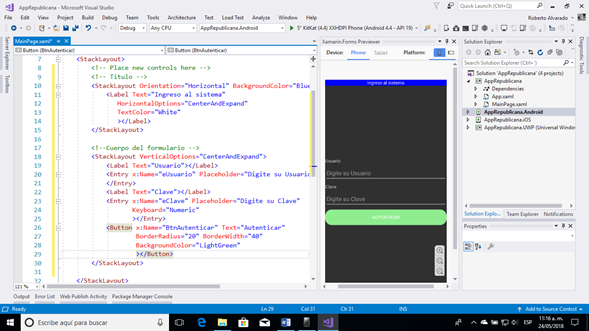 AppRepublicana - Microsoft Visual Studio
Quick Launch (Ctrl+Q)
File Edit View Project Build Debug Team Tools Architecture Test Analyze Window Help
Roberto Alvarado
Debug Any CPU AppRepublicana.Android 5" KitKat (4.4) XXHDPI Phone (Android 4.4 - API 19)
Server Explorer
Toolbox
MainPage.xaml*
Button (BtnAutenticar) Button (BtnAutenticar)
7 <StackLayout>
8 <!-- Place new controls here -->
9 <!-- Titulo -->
10 <StackLayout Orientation="Horizontal" BackgroundColor="Blue
11 <Label Text="Ingreso al sistema"
12 HorizontalOptions="CenterAndExpand"
13 TextColor="White"
14 ></Label>
15 </StackLayout>
16
17 <!--Cuerpo del formulario -->
18 <StackLayout VerticalOptions="CenterAndExpand">
19 <Label Text="Usuario"></Label>
20 <Entry x:Name="eUsuario" Placeholder="Digite su Usuario
21 </Entry>
22 <Label Text="Clave"></Label>
23 <Entry x:Name="eClave" Placeholder="Digite su Clave"
24 Keyboard="Numeric"
25 ></Entry>
26 <Button x:Name="BtnAutenticar" Text="Autenticar"
27 BorderRadius="20" BorderWidth="40"
28 BackgroundColor="LightGreen"
29 ></Button>
30 </StackLayout>
31
32 </StackLayout>
121 %
Xamarin.Forms Previewer
Device: Phone Tablet Platform:
Ingreso al sistema
Usuario
Digite su Usuario
Clave
Digite su Clave
AUTENTICAR
Solution Explorer
Search Solution Explorer (Ctrl+;)
Solution 'AppRepublicana' (4 projects)
AppRepublicana
Dependencies
App.xaml
MainPage.xaml
AppRepublicana.Android
AppRepublicana.iOS
AppRepublicana.UWP (Universal Window
Solution Explo... Team Explorer Notifications
Properties
Diagnostic Tools
Output Error List Web Publish Activity Package Manager Console
Ready Ln 29 Col 31 Ch 31 INS Add to Source Control
Escribe aquí para buscar
ESP
11:16 a. m.
24/05/2018